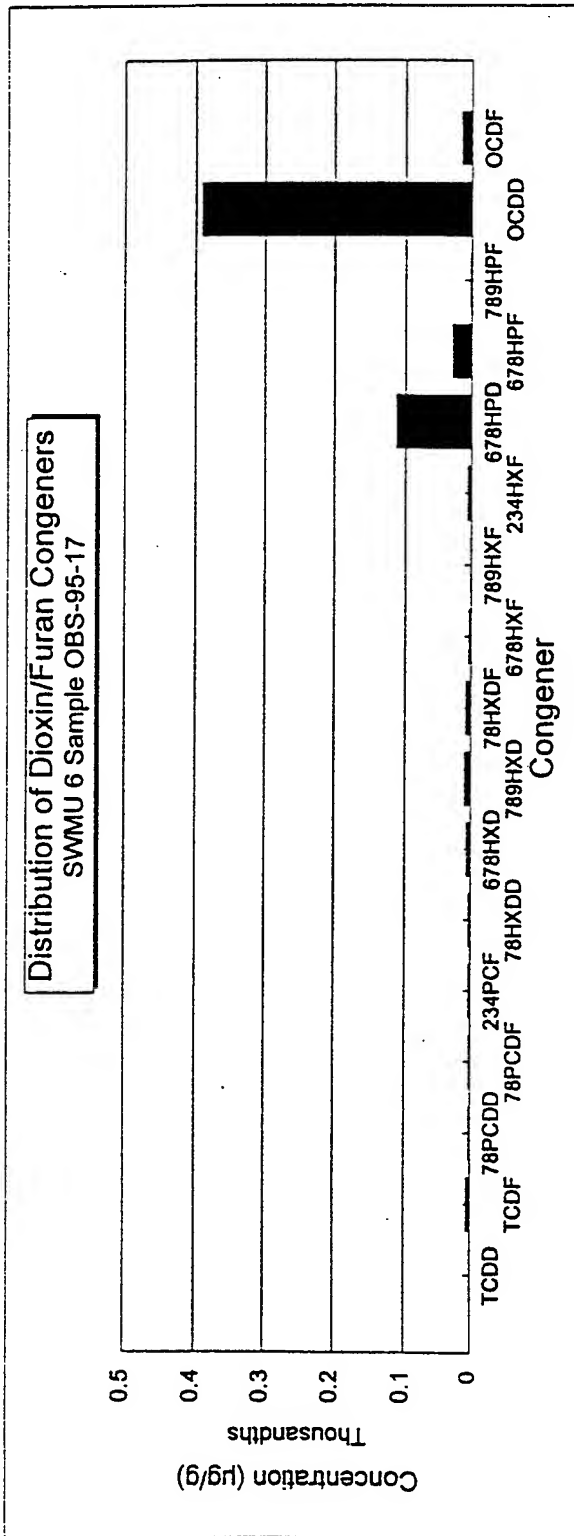 Distribution of Dioxin/Furan Congeners
SWMU 6 Sample OBS-95-17
Concentration (µg/g)
Thousandths
0.5
0.4
0.3
0.2
0.1
0
TCDD
TCDF
78PCDD
78PCDF
234PCF
78HXDD
678HXD
789HXD
78HXDF
678HXF
789HXF
234HXF
678HPD
678HPF
789HPF
OCDD
OCDF
Congener